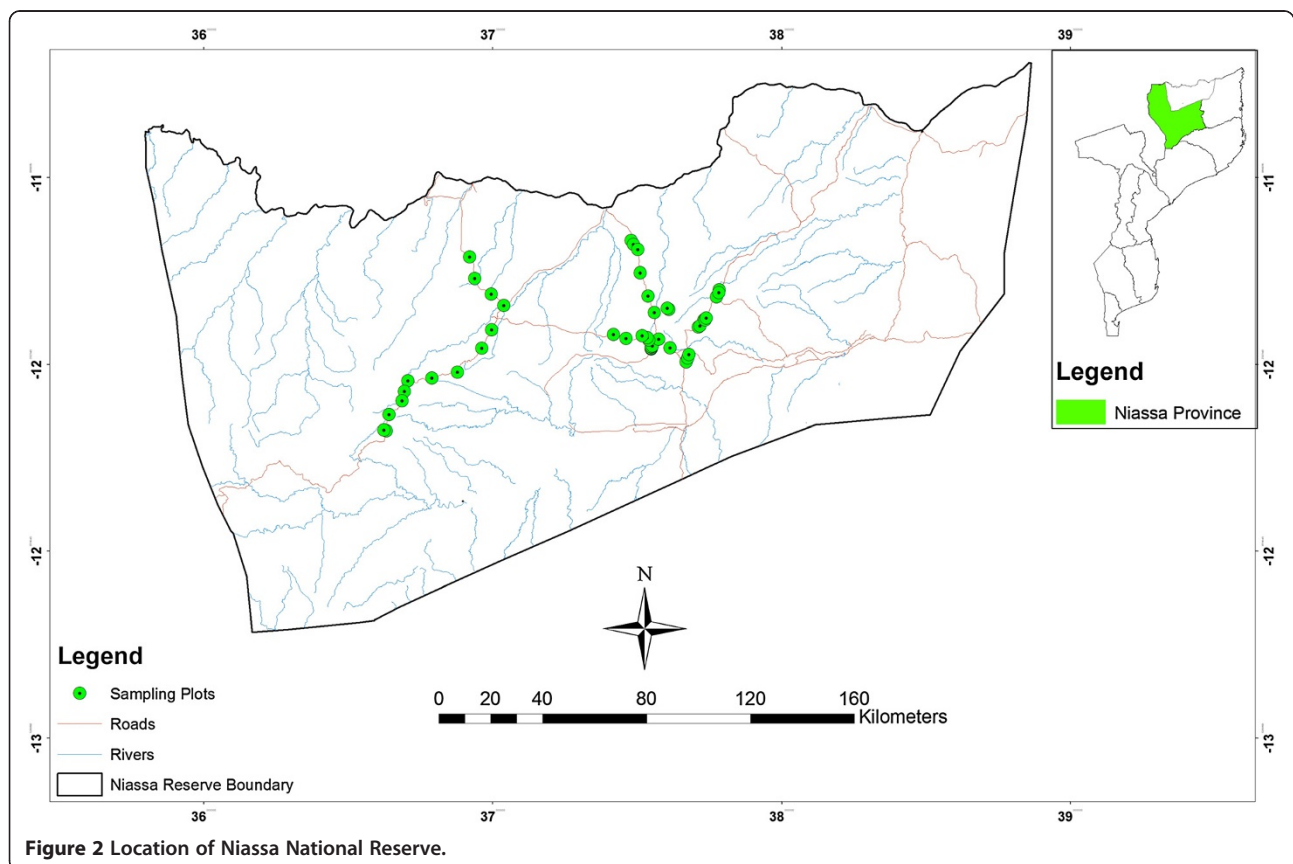 36
37
38
39
-11
-12
-12
-13
-11
-12
-12
-13
36
37
38
39
Legend
Niassa Province
N
Legend
Sampling Plots
Roads
Rivers
Niassa Reserve Boundary
0 20 40 80 120 160
Kilometers
Figure 2 Location of Niassa National Reserve.